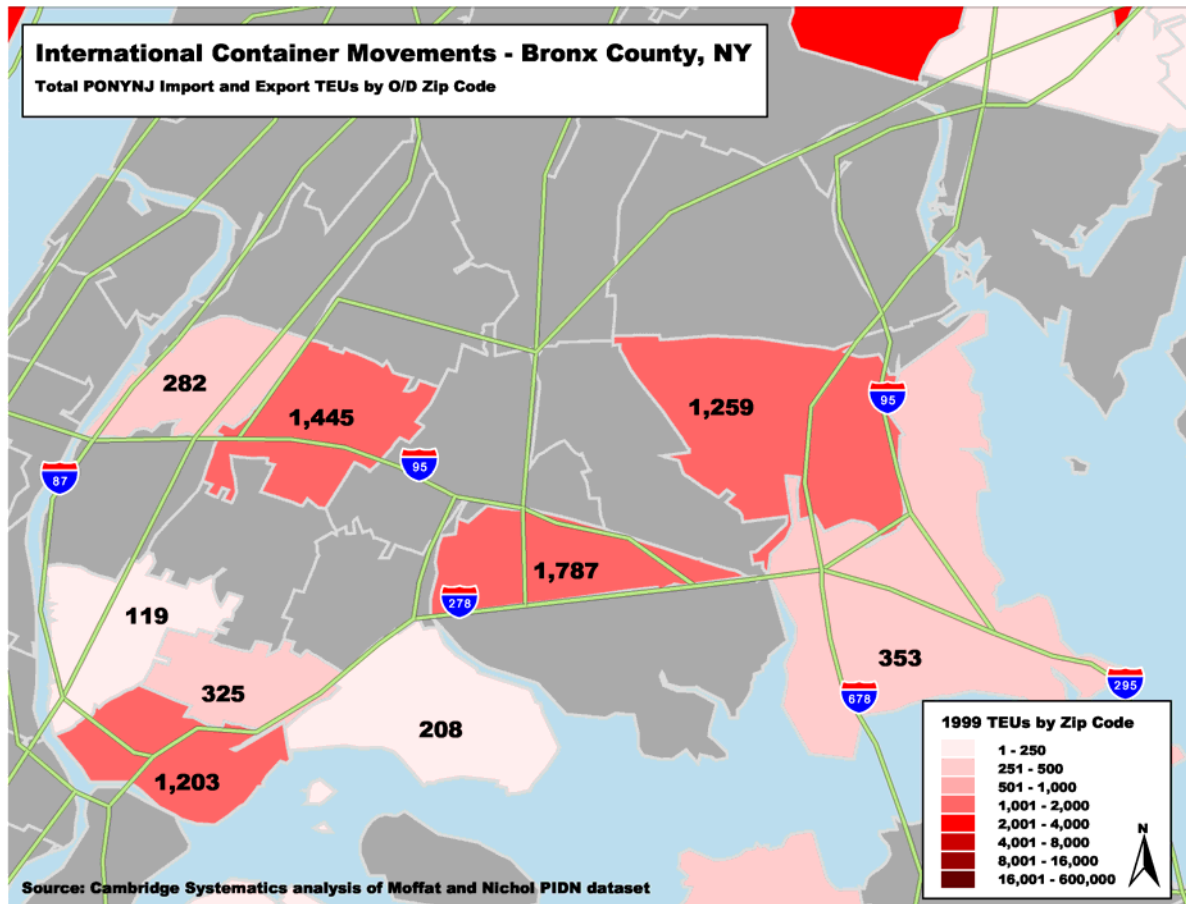 International Container Movements - Bronx County, NY
Total PONYNJ Import and Export TEUs by O/D Zip Code
282
1,445
1,259
95
95
87
1,787
278
119
353
325
295
678
208
1,203
1999 TEUs by Zip Code
1 - 250
251 - 500
501 - 1,000
1,001 - 2,000
2,001 - 4,000
4,001 - 8,000
8,001 - 16,000
16,001 - 600,000
N
Source: Cambridge Systematics analysis of Moffat and Nichol PIDN dataset